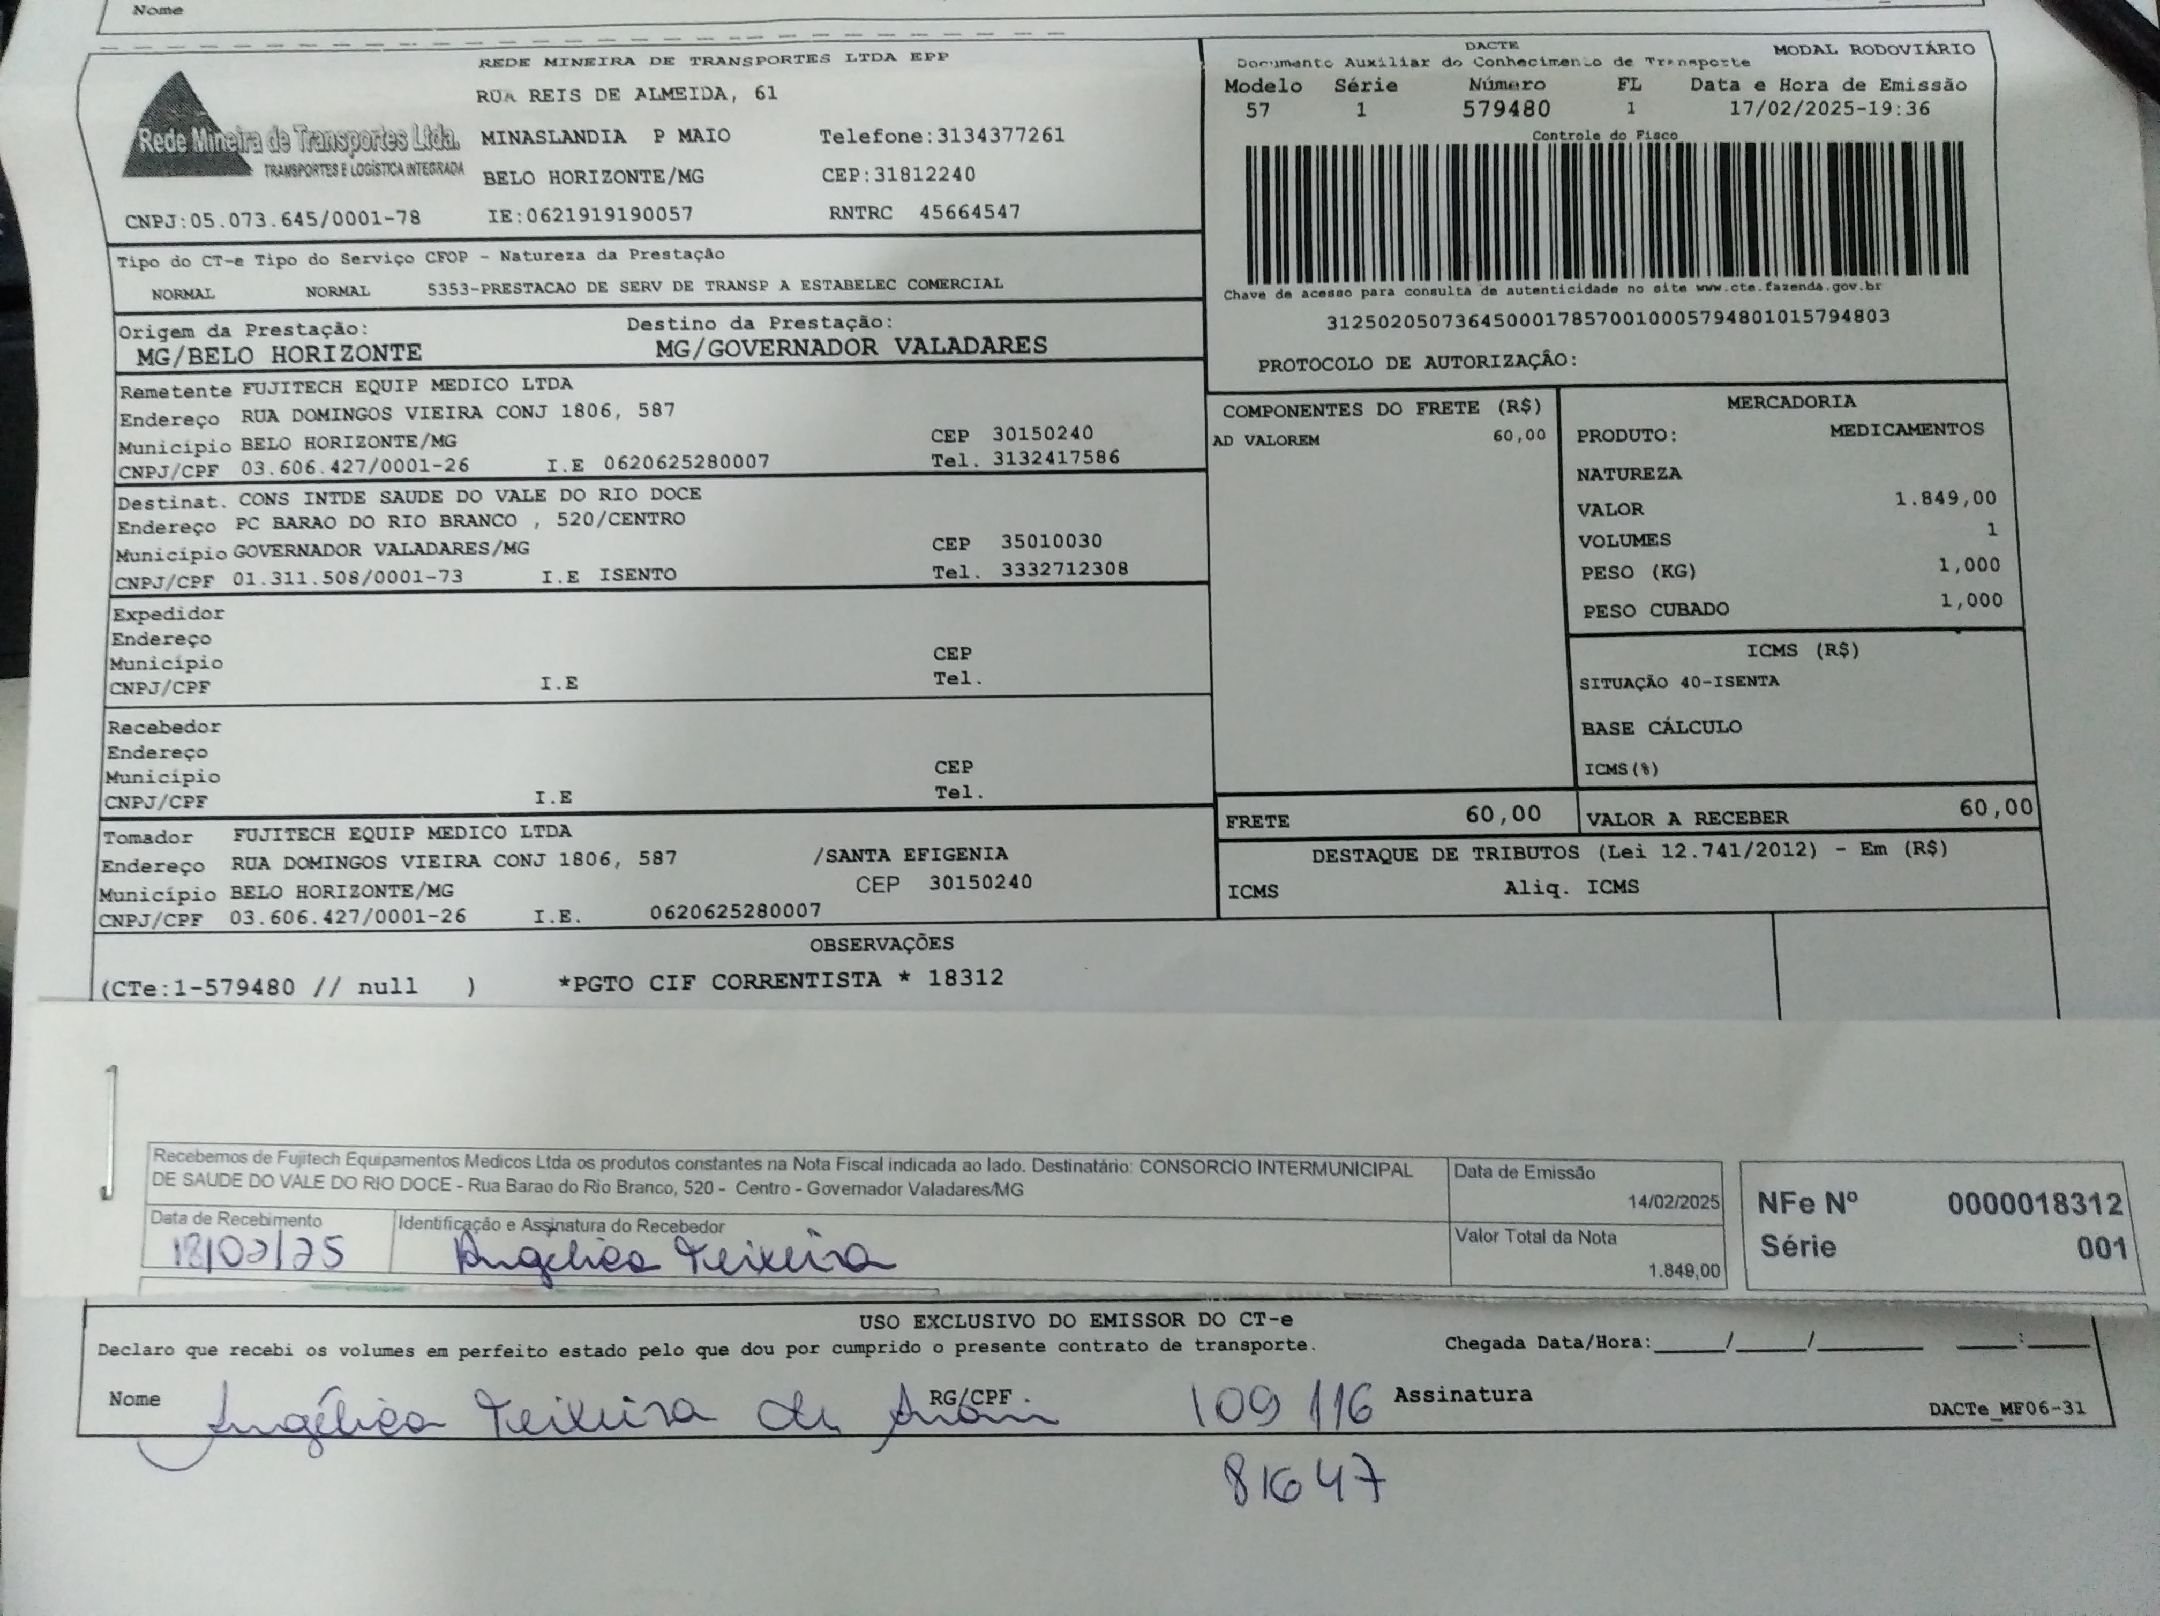 Nome
REDE MINEIRA DE TRANSPORTES LTDA EPP
RUA REIS DE ALMEIDA, 61
Rede Mineira de Transportes Ltda.
TRANSPORTES E LOGÍSTICA INTEGRADA
MINASLANDIA P MAIO Telefone:3134377261
BELO HORIZONTE/MG CEP:31812240
CNPJ:05.073.645/0001-78 IE:0621919190057 RNTRC 45664547
DACTE MODAL RODOVIÁRIO
Documento Auxiliar do Conhecimento de Transporte
Modelo Série Número FL Data e Hora de Emissão
57 1 579480 1 17/02/2025-19:36
Controle do Fisco
Chave de acesso para consulta de autenticidade no site www.cte.fazenda.gov.br
31250205073645000178570010005794801015794803
PROTOCOLO DE AUTORIZAÇÃO:
Tipo do CT-e Tipo do Serviço CFOP - Natureza da Prestação
NORMAL NORMAL 5353-PRESTACAO DE SERV DE TRANSP A ESTABELEC COMERCIAL
Origem da Prestação: Destino da Prestação:
MG/BELO HORIZONTE MG/GOVERNADOR VALADARES
Remetente FUJITECH EQUIP MEDICO LTDA
Endereço RUA DOMINGOS VIEIRA CONJ 1806, 587
Município BELO HORIZONTE/MG CEP 30150240
CNPJ/CPF 03.606.427/0001-26 I.E 0620625280007 Tel. 3132417586
Destinat. CONS INTDE SAUDE DO VALE DO RIO DOCE
Endereço PC BARAO DO RIO BRANCO , 520/CENTRO
Município GOVERNADOR VALADARES/MG CEP 35010030
CNPJ/CPF 01.311.508/0001-73 I.E ISENTO Tel. 3332712308
Expedidor
Endereço
Município CEP
CNPJ/CPF I.E Tel.
Recebedor
Endereço
Município CEP
CNPJ/CPF I.E Tel.
Tomador FUJITECH EQUIP MEDICO LTDA
Endereço RUA DOMINGOS VIEIRA CONJ 1806, 587 /SANTA EFIGENIA
Município BELO HORIZONTE/MG CEP 30150240
CNPJ/CPF 03.606.427/0001-26 I.E. 0620625280007
COMPONENTES DO FRETE (R$)
AD VALOREM 60,00
MERCADORIA
PRODUTO: MEDICAMENTOS
NATUREZA
VALOR 1.849,00
VOLUMES 1
PESO (KG) 1,000
PESO CUBADO 1,000
ICMS (R$)
SITUAÇÃO 40-ISENTA
BASE CÁLCULO
ICMS(%)
FRETE 60,00 VALOR A RECEBER 60,00
DESTAQUE DE TRIBUTOS (Lei 12.741/2012) - Em (R$)
ICMS Aliq. ICMS
OBSERVAÇÕES
(CTe:1-579480 // null ) *PGTO CIF CORRENTISTA * 18312
Recebemos de Fujitech Equipamentos Medicos Ltda os produtos constantes na Nota Fiscal indicada ao lado. Destinatário: CONSORCIO INTERMUNICIPAL
DE SAUDE DO VALE DO RIO DOCE - Rua Barao do Rio Branco, 520 - Centro - Governador Valadares/MG
Data de Emissão
14/02/2025
Data de Recebimento Identificação e Assinatura do Recebedor
18/02/25 Angélica Teixeira
Valor Total da Nota
1.849,00
NFe Nº 0000018312
Série 001
USO EXCLUSIVO DO EMISSOR DO CT-e
Declaro que recebi os volumes em perfeito estado pelo que dou por cumprido o presente contrato de transporte. Chegada Data/Hora:_____/_____/________ ____:____
Nome Angélica Teixeira de RG/CPF. 109 116 Assinatura
81647
DACTe_MF06-31